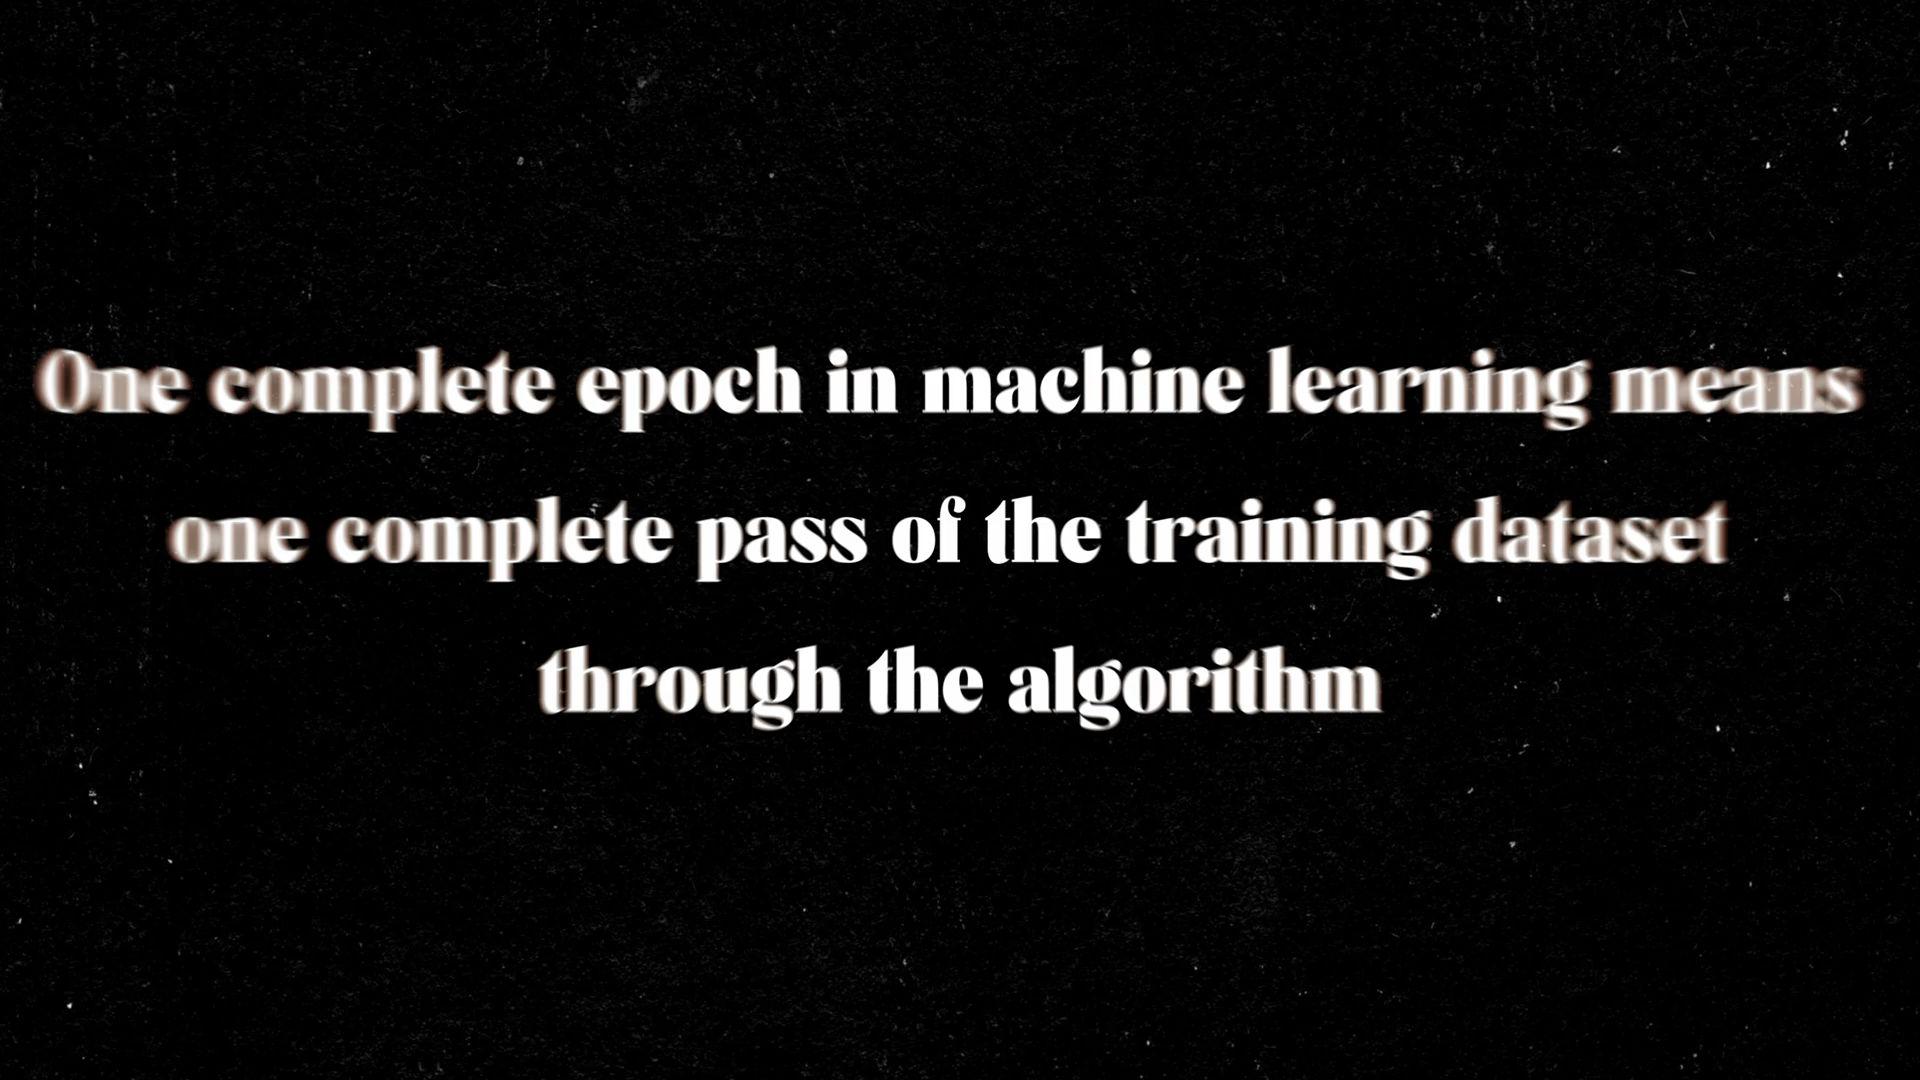 One complete epoch in machine learning means
one complete pass of the training dataset
through the algorithm